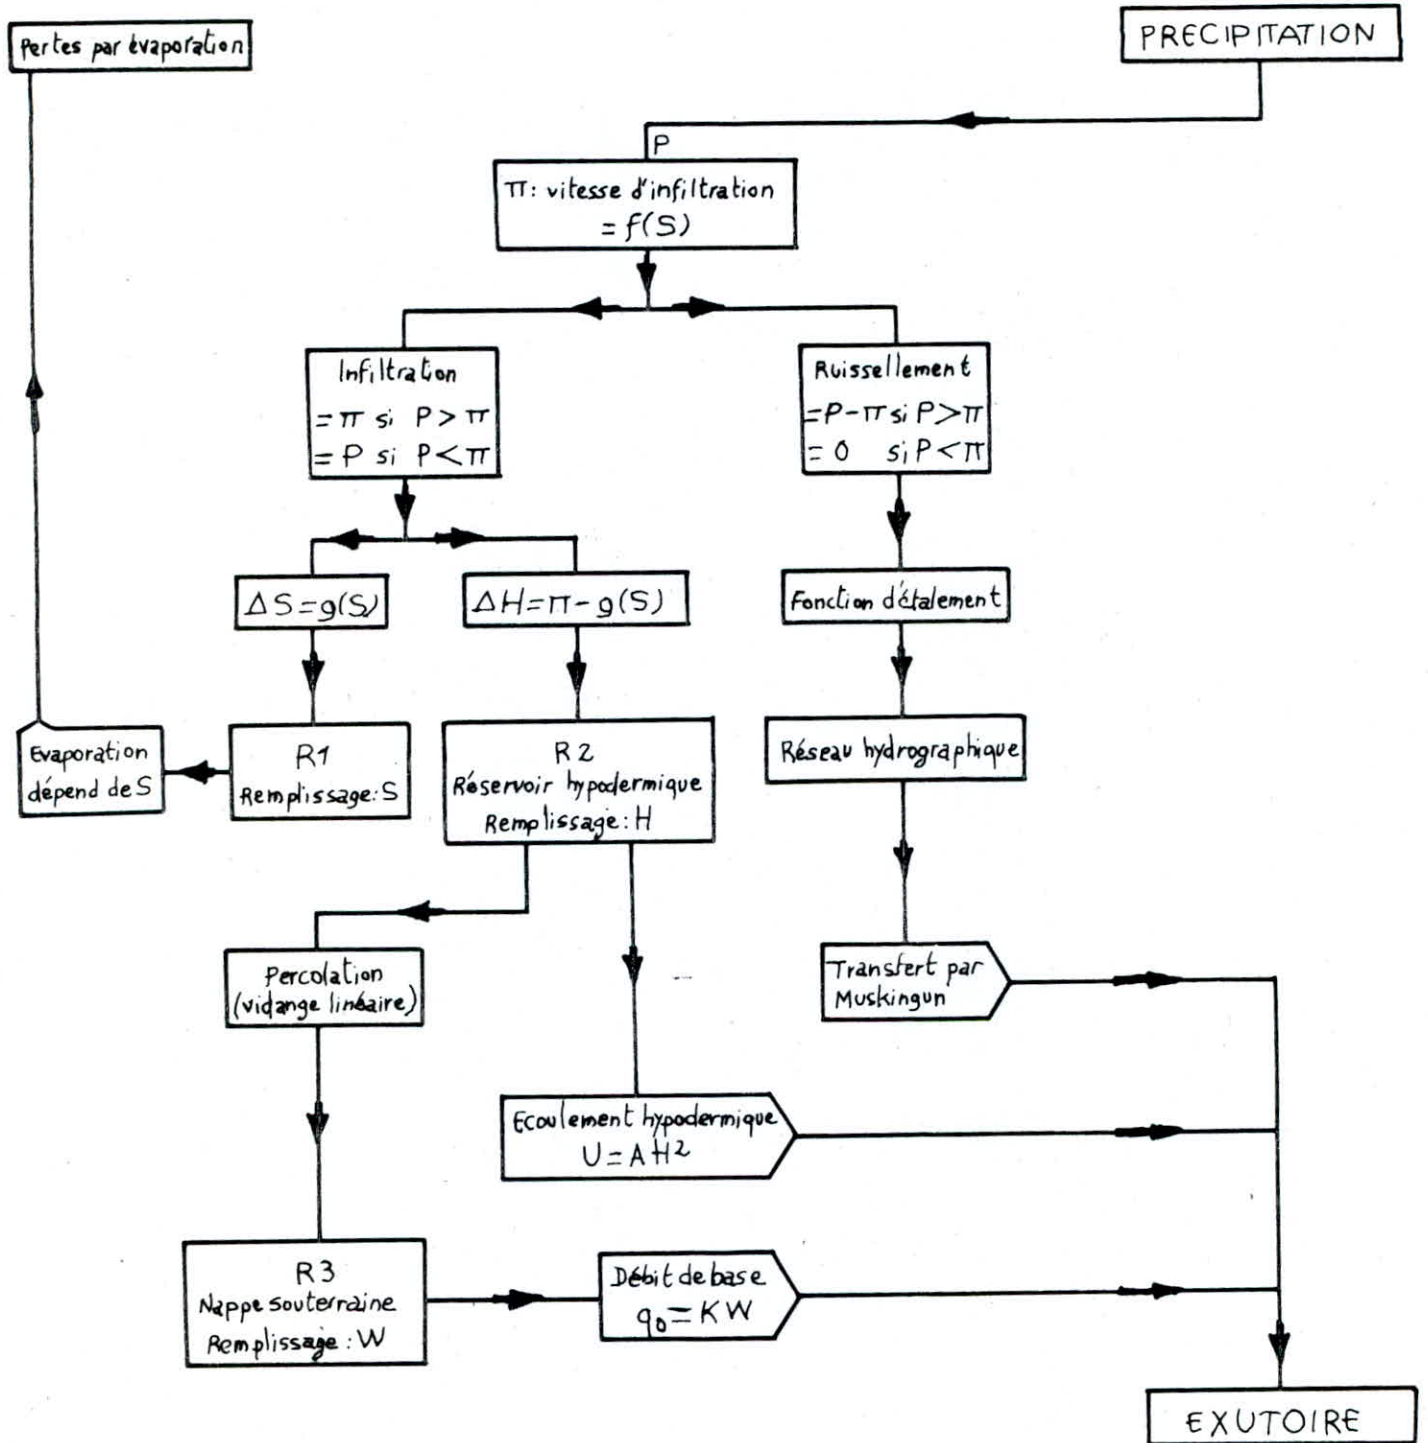 Pertes par évaporation
PRECIPITATION
P
π: vitesse d'infiltration
= f(S)
Infiltration
= π si P > π
= P si P < π
Ruissellement
=P-π si P>π
= 0 si P < π
ΔS=g(S)
ΔH=π- g(S)
Fonction d'étalement
Evaporation
dépend de S
R1
Remplissage: S
R2
Réservoir hypodermique
Remplissage: H
Réseau hydrographique
Percolation
(vidange linéaire)
Transfert par
Muskingun
Ecoulement hypodermique
U=AH²
R3
Nappe souterraine
Remplissage: W
Débit de base
q₀=KW
EXUTOIRE